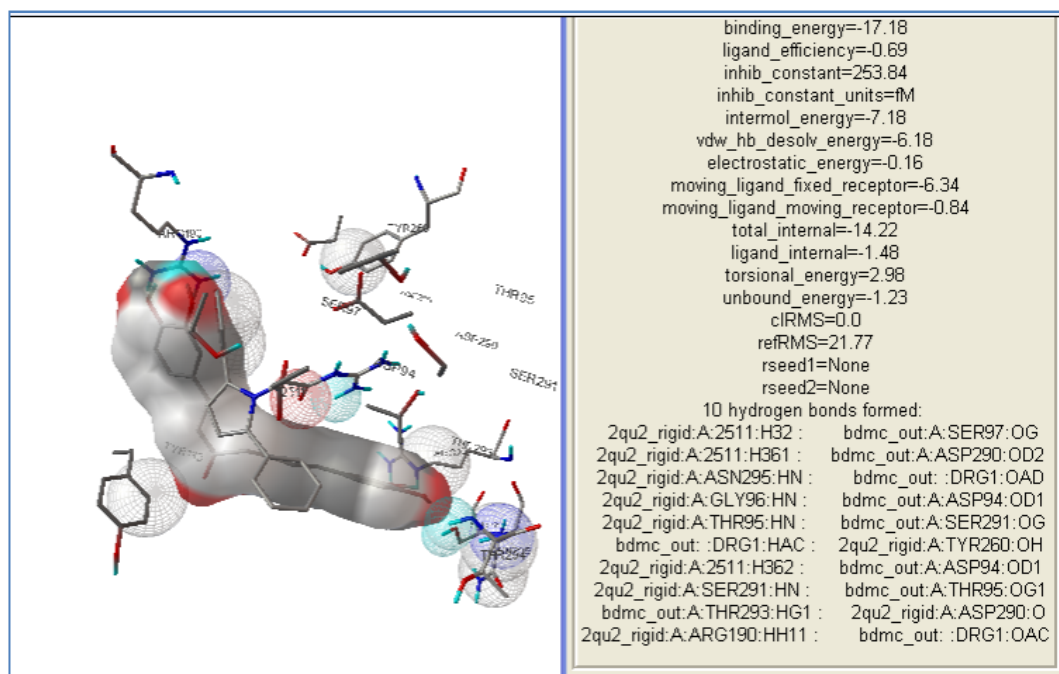 binding_energy=-17.18
ligand_efficiency=-0.69
inhib_constant=253.84
inhib_constant_units=fM
intermol_energy=-7.18
vdw_hb_desolv_energy=-6.18
electrostatic_energy=-0.16
moving_ligand_fixed_receptor=-6.34
moving_ligand_moving_receptor=-0.84
total_internal=-14.22
ligand_internal=-1.48
torsional_energy=2.98
unbound_energy=-1.23
clRMS=0.0
refRMS=21.77
rseed1=None
rseed2=None
10 hydrogen bonds formed:
2qu2_rigid:A:2511:H32 : bdmc_out:A:SER97:OG
2qu2_rigid:A:2511:H361 : bdmc_out:A:ASP290:OD2
2qu2_rigid:A:ASN295:HN : bdmc_out: :DRG1:OAD
2qu2_rigid:A:GLY96:HN : bdmc_out:A:ASP94:OD1
2qu2_rigid:A:THR95:HN : bdmc_out:A:SER291:OG
bdmc_out: :DRG1:HAC : 2qu2_rigid:A:TYR260:OH
2qu2_rigid:A:2511:H362 : bdmc_out:A:ASP94:OD1
2qu2_rigid:A:SER291:HN : bdmc_out:A:THR95:OG1
bdmc_out:A:THR293:HG1 : 2qu2_rigid:A:ASP290:O
2qu2_rigid:A:ARG190:HH11 : bdmc_out: :DRG1:OAC
TYR260
THR95
SER97
ASP290
SER291
THR293
THR294